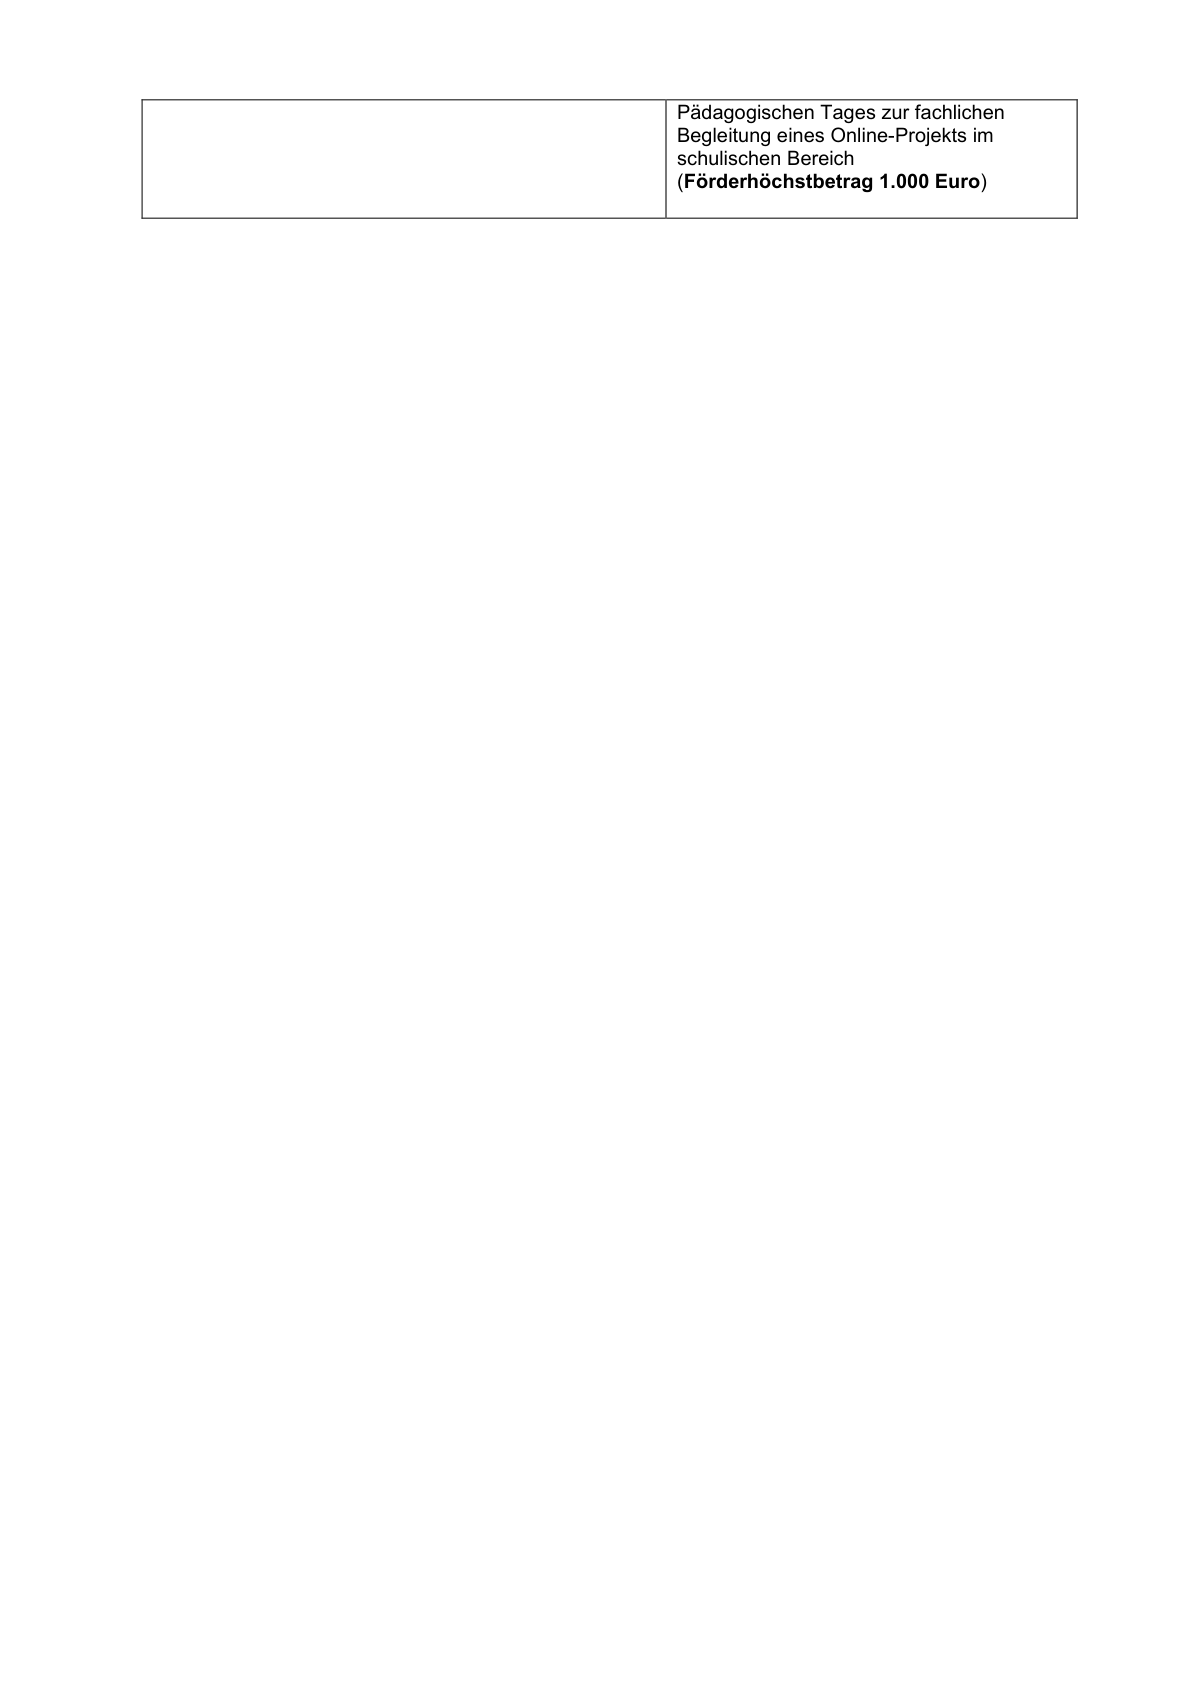 Pädagogischen Tages zur fachlichen
Begleitung eines Online-Projekts im
schulischen Bereich
(Förderhöchstbetrag 1.000 Euro)